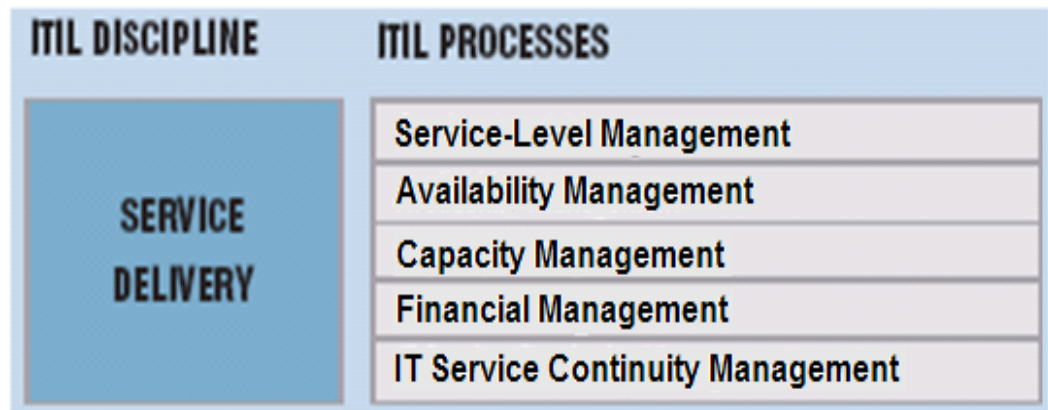 ITIL DISCIPLINE
ITIL PROCESSES
SERVICE
DELIVERY
Service-Level Management
Availability Management
Capacity Management
Financial Management
IT Service Continuity Management